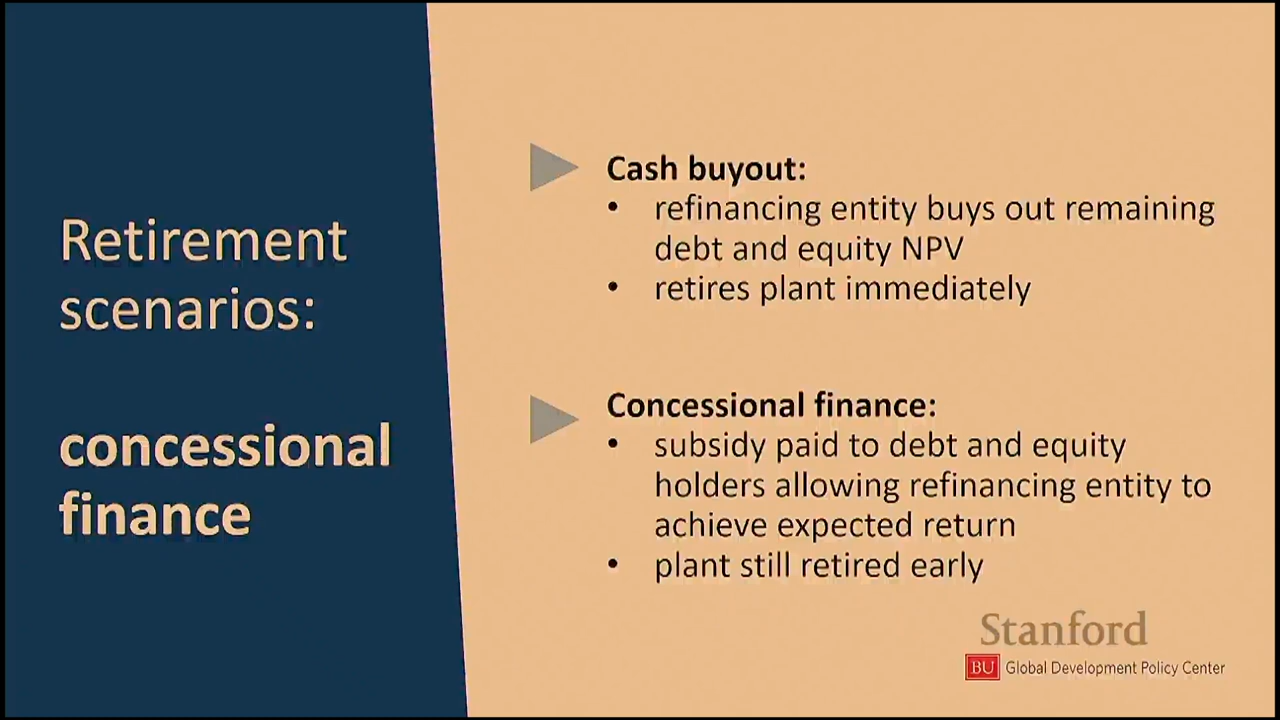 Retirement
scenarios:
concessional
finance
Cash buyout:
• refinancing entity buys out remaining
debt and equity NPV
• retires plant immediately
Concessional finance:
• subsidy paid to debt and equity
holders allowing refinancing entity to
achieve expected return
• plant still retired early
Stanford
BU Global Development Policy Center